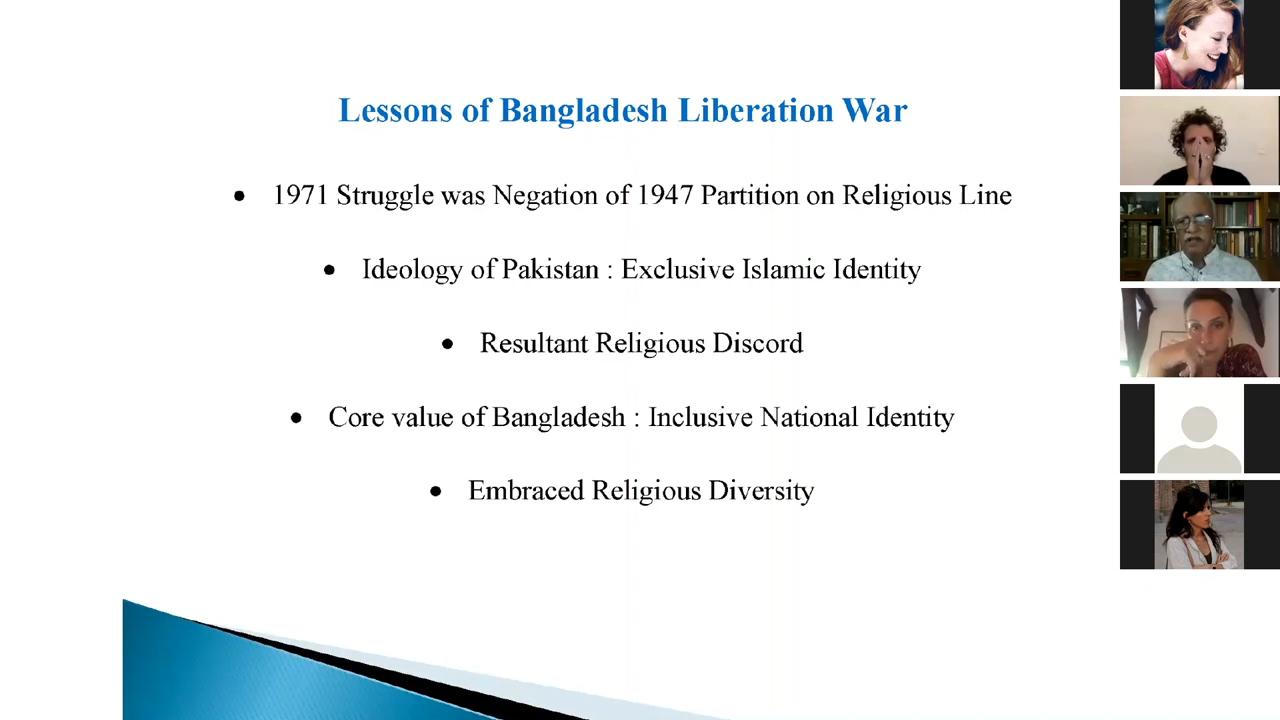 Lessons of Bangladesh Liberation War
• 1971 Struggle was Negation of 1947 Partition on Religious Line
• Ideology of Pakistan : Exclusive Islamic Identity
• Resultant Religious Discord
• Core value of Bangladesh : Inclusive National Identity
• Embraced Religious Diversity